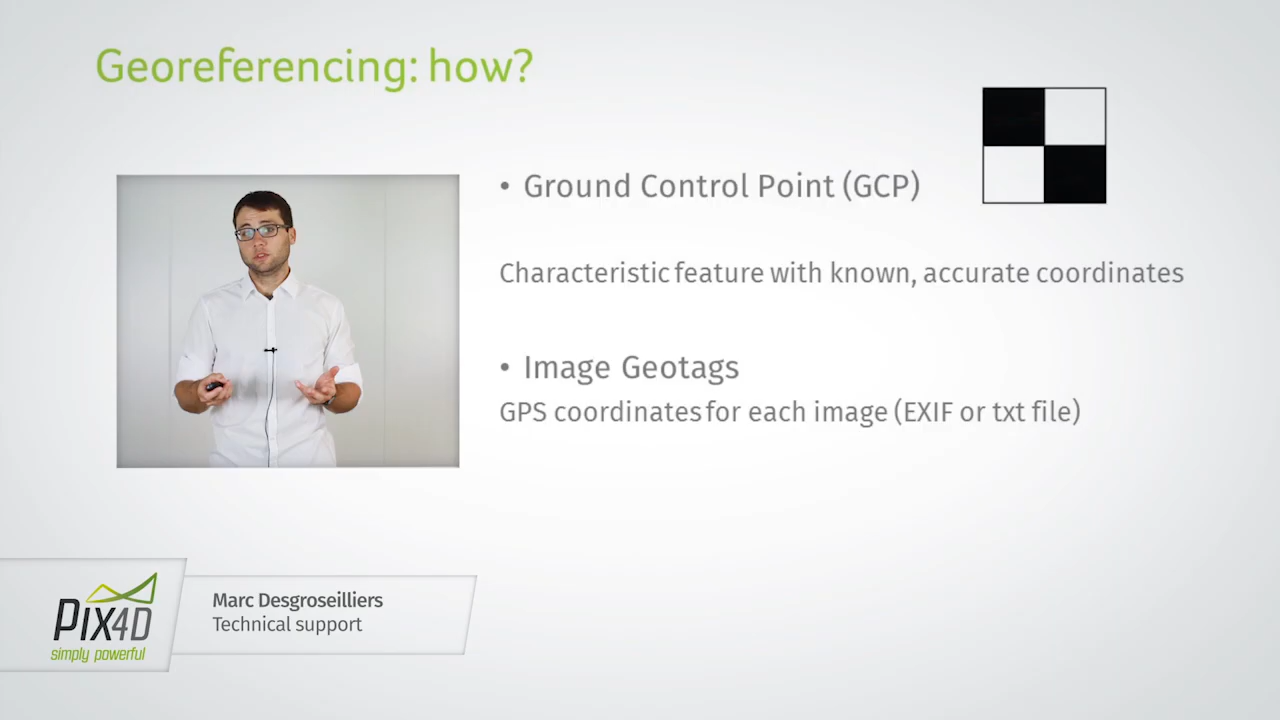 Georeferencing: how?
• Ground Control Point (GCP)
Characteristic feature with known, accurate coordinates
• Image Geotags
GPS coordinates for each image (EXIF or txt file)
PIX4D
simply powerful
Marc Desgroseilliers
Technical support